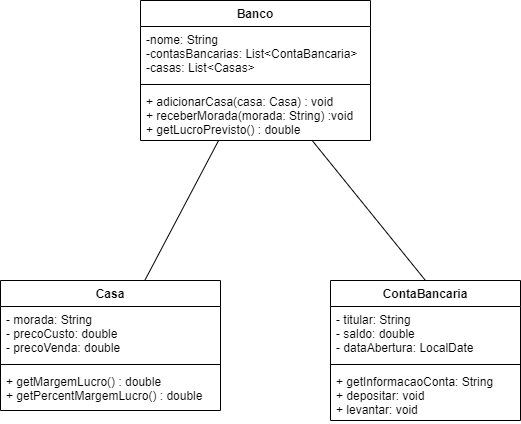 Banco
-nome: String
-contasBancarias: List<ContaBancaria>
-casas: List<Casas>
+ adicionarCasa(casa: Casa) : void
+ receberMorada(morada: String) :void
+ getLucroPrevisto() : double
Casa
- morada: String
- precoCusto: double
- precoVenda: double
+ getMargemLucro() : double
+ getPercentMargemLucro() : double
ContaBancaria
- titular: String
- saldo: double
- dataAbertura: LocalDate
+ getInformacaoConta: String
+ depositar: void
+ levantar: void